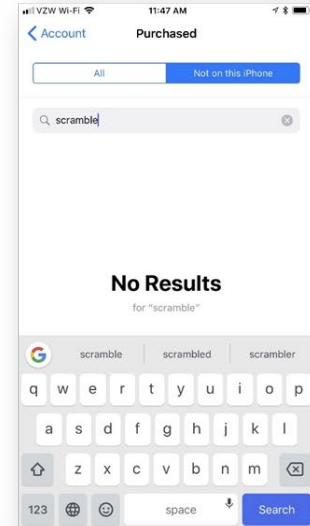 VZW Wi-Fi 11:47 AM
Account Purchased
All Not on this iPhone
scramble
No Results
for “scramble”
G scramble scrambled scrambler
q w e r t y u i o p
a s d f g h j k l
z x c v b n m
123 space Search